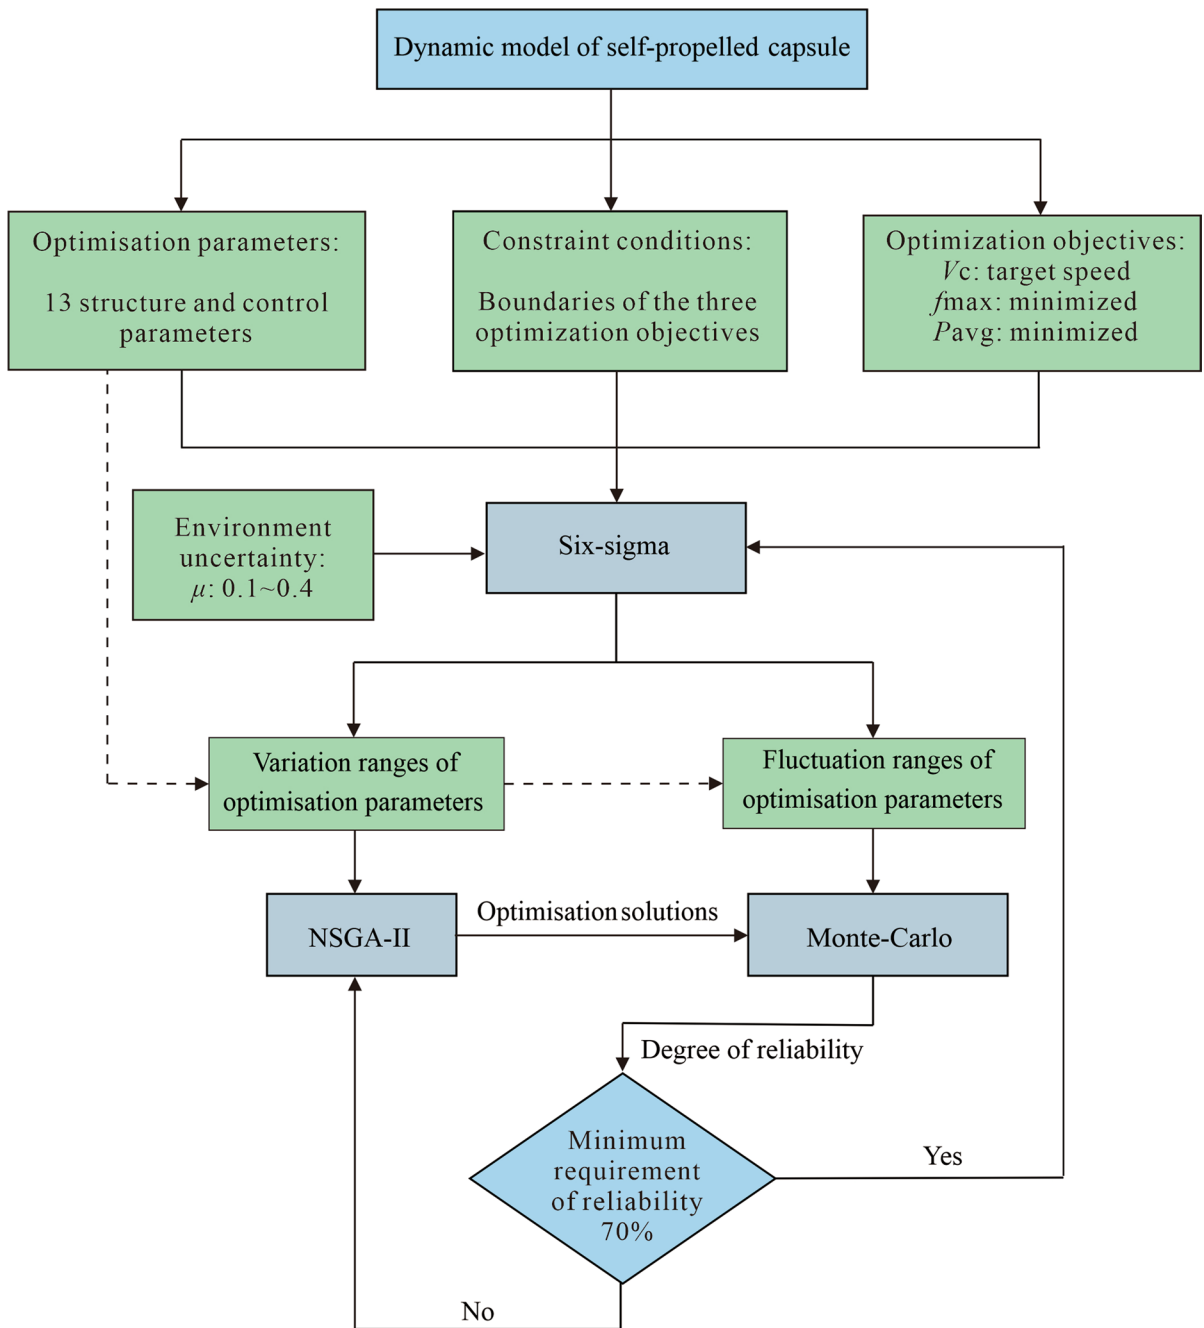 Dynamic model of self-propelled capsule
Optimisation parameters:
13 structure and control
parameters
Constraint conditions:
Boundaries of the three
optimization objectives
Optimization objectives:
Vc: target speed
fmax: minimized
Pavg: minimized
Environment
uncertainty:
μ: 0.1~0.4
Six-sigma
Variation ranges of
optimisation parameters
Fluctuation ranges of
optimisation parameters
NSGA-II
Optimisation solutions
Monte-Carlo
Degree of reliability
Minimum
requirement
of reliability
70%
Yes
No